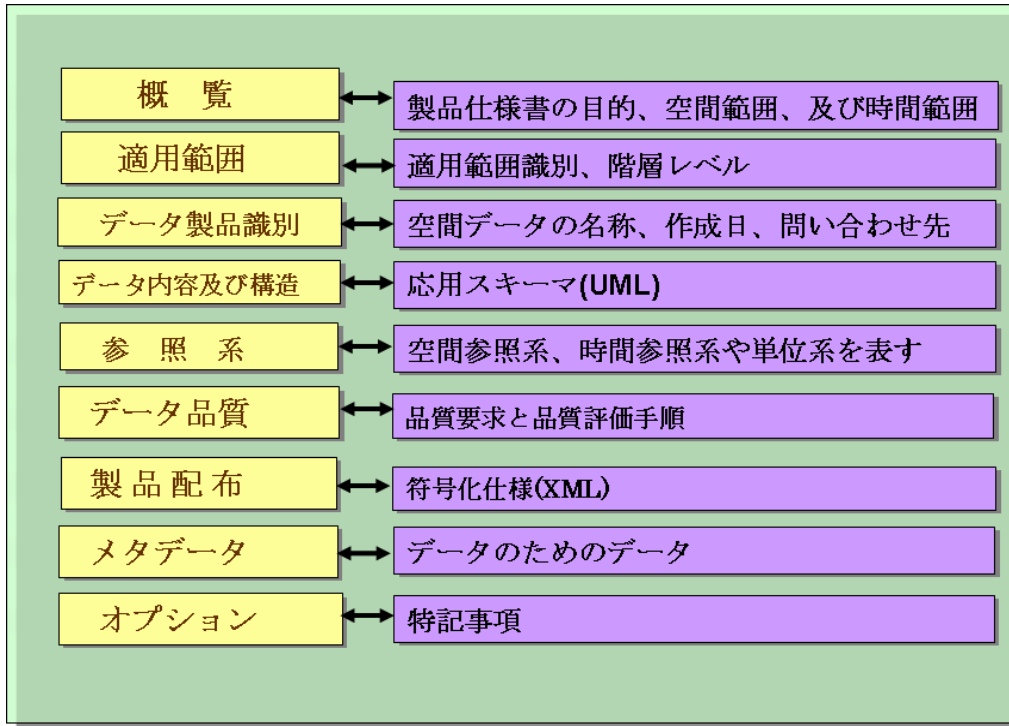 概　覧
製品仕様書の目的、空間範囲、及び時間範囲
適用範囲
適用範囲識別、階層レベル
データ製品識別
空間データの名称、作成日、問い合わせ先
データ内容及び構造
応用スキーマ(UML)
参　照　系
空間参照系、時間参照系や単位系を表す
データ品質
品質要求と品質評価手順
製 品 配 布
符号化仕様(XML)
メタデータ
データのためのデータ
オプション
特記事項